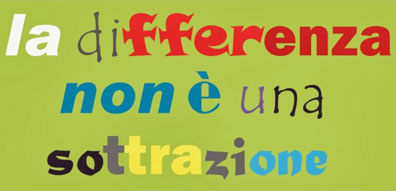 la differenza
non è una
sottrazione